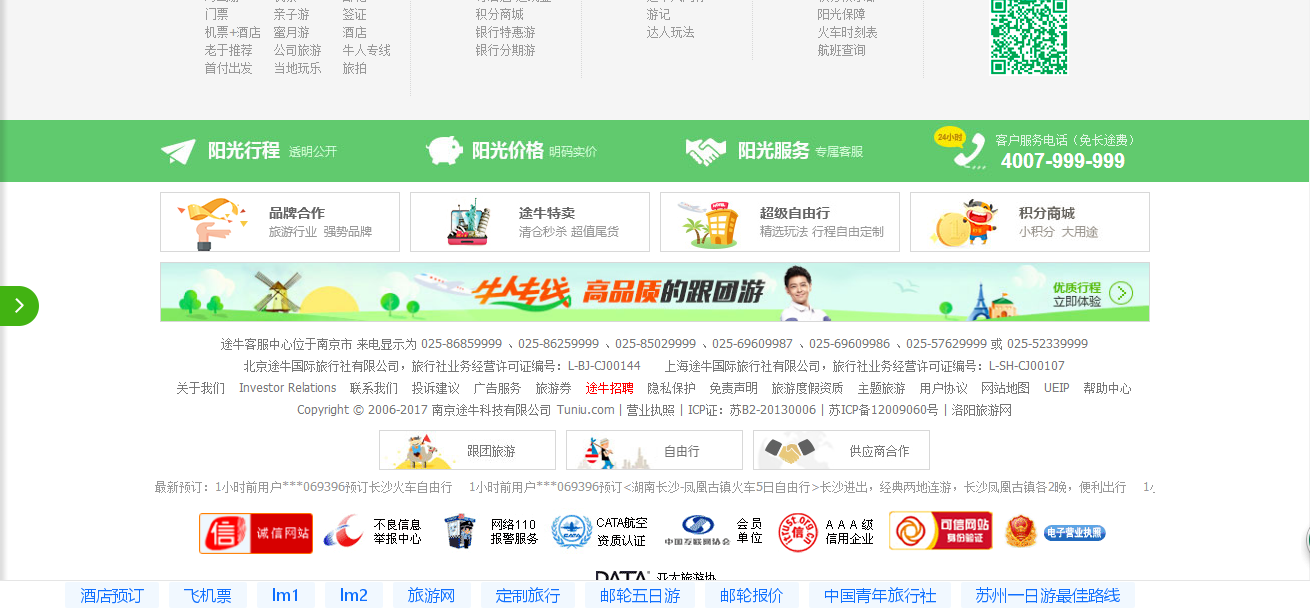 门票 亲子游 签证
机票+酒店 蜜月游 酒店
老于推荐 公司旅游 牛人专线
首付出发 当地玩乐 旅拍
积分商城
银行特惠游
银行分期游
游记
达人玩法
阳光保障
火车时刻表
航班查询
阳光行程 透明公开
阳光价格 明码实价
阳光服务 专属客服
24小时
客户服务电话（免长途费）
4007-999-999
品牌合作
旅游行业 强势品牌
途牛特卖
清仓秒杀 超值尾货
超级自由行
精选玩法 行程自由定制
积分商城
小积分 大用途
牛人专线 高品质的跟团游
优质行程
立即体验
途牛客服中心位于南京市 来电显示为 025-86859999 、025-86259999 、025-85029999 、025-69609987 、025-69609986 、025-57629999 或 025-52339999
北京途牛国际旅行社有限公司，旅行社业务经营许可证编号：L-BJ-CJ00144 上海途牛国际旅行社有限公司，旅行社业务经营许可证编号：L-SH-CJ00107
关于我们 Investor Relations 联系我们 投诉建议 广告服务 旅游券 途牛招聘 隐私保护 免责声明 旅游度假资质 主题旅游 用户协议 网站地图 UEIP 帮助中心
Copyright © 2006-2017 南京途牛科技有限公司 Tuniu.com | 营业执照 | ICP证：苏B2-20130006 | 苏ICP备12009060号 | 洛阳旅游网
跟团旅游
自由行
供应商合作
最新预订：1小时前用户***069396预订长沙火车自由行 1小时前用户***069396预订<湖南长沙-凤凰古镇火车5日自由行>长沙进出，经典两地连游，长沙凤凰古镇各2晚，便利出行
信 诚信网站
不良信息
举报中心
网络110
报警服务
CATA
CATA航空
资质认证
中国互联网协会
会员
单位
信
A A A 级
信用企业
可信网站
身份验证
电子营业执照
酒店预订 飞机票 lm1 lm2 旅游网 定制旅行 邮轮五日游 邮轮报价 中国青年旅行社 苏州一日游最佳路线